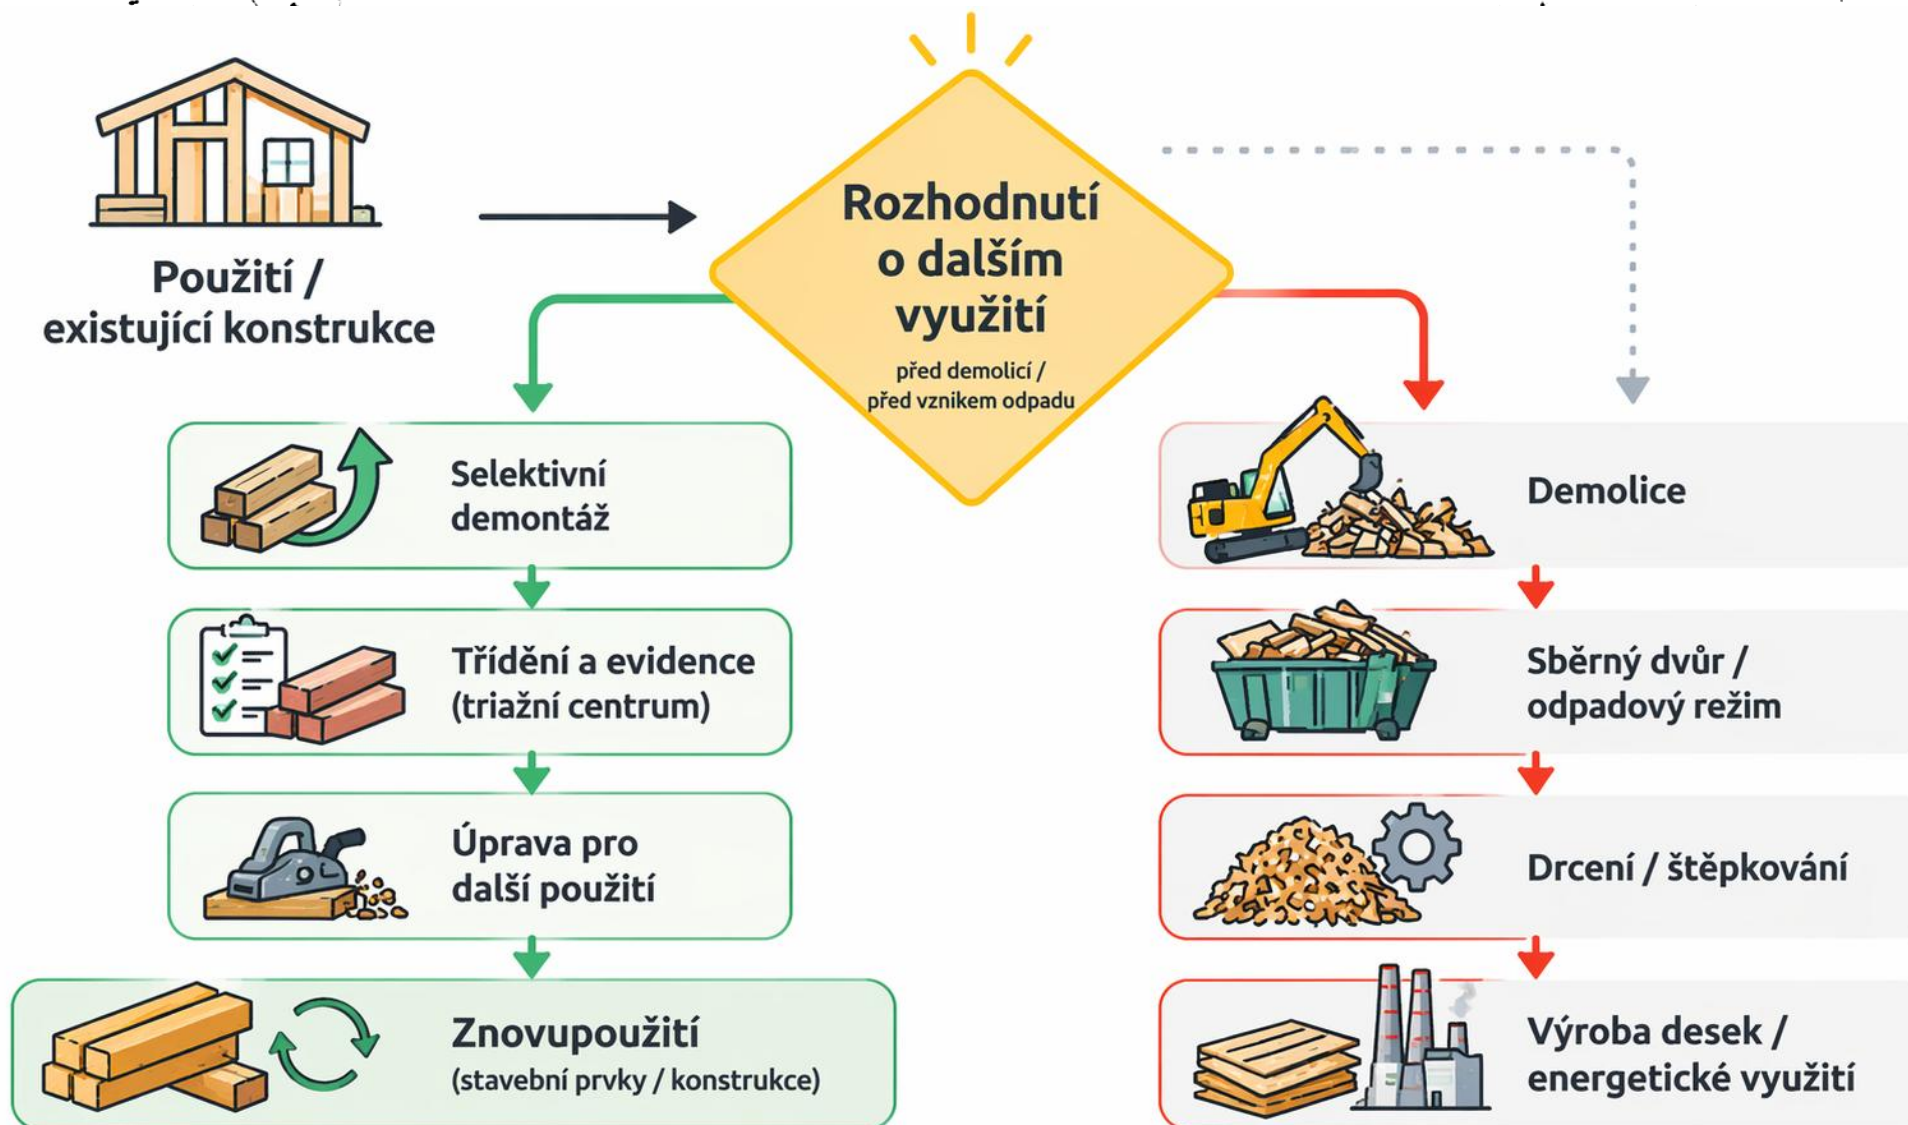 Použití /
existující konstrukce
Rozhodnutí
o dalším
využití
před demolicí /
před vznikem odpadu
Selektivní
demontáž
Třídění a evidence
(triažní centrum)
Úprava pro
další použití
Znovupoužití
(stavební prvky / konstrukce)
Demolice
Sběrný dvůr /
odpadový režim
Drcení / štěpkování
Výroba desek /
energetické využití